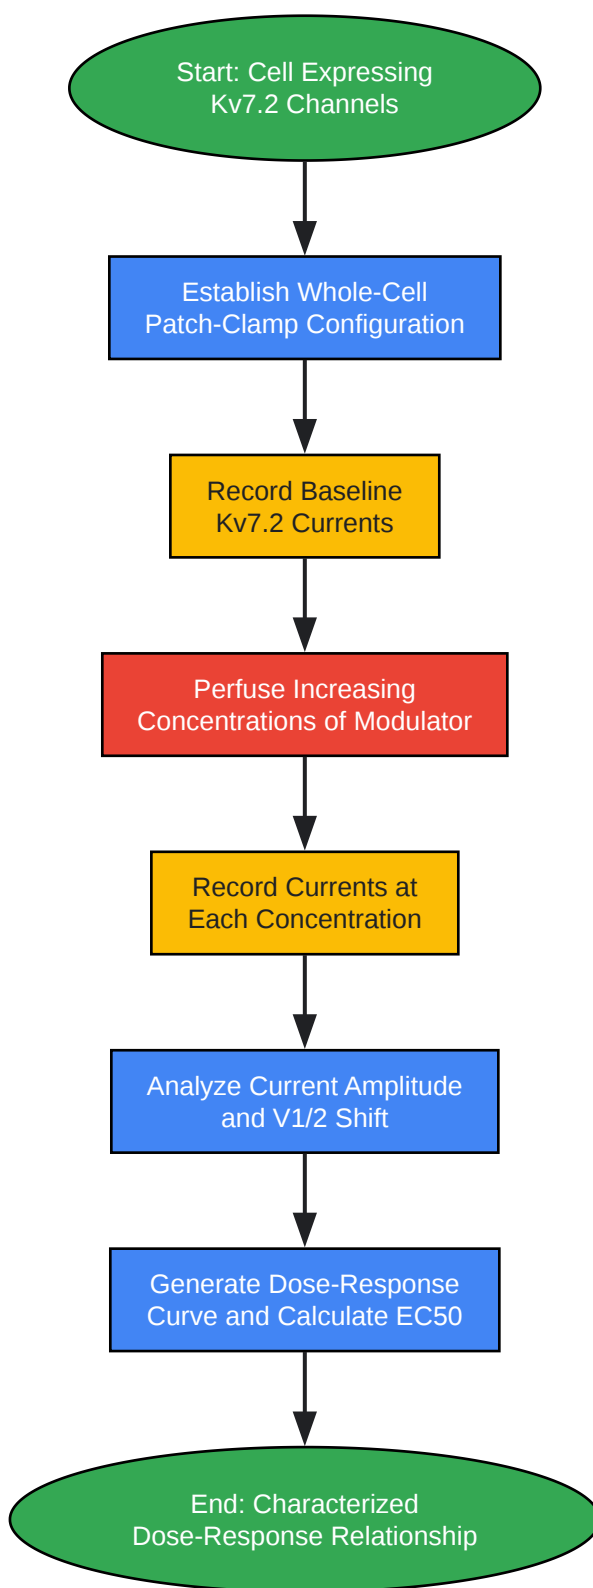 Start: Cell Expressing
Kv7.2 Channels
Establish Whole-Cell
Patch-Clamp Configuration
Record Baseline
Kv7.2 Currents
Perfuse Increasing
Concentrations of Modulator
Record Currents at
Each Concentration
Analyze Current Amplitude
and V1/2 Shift
Generate Dose-Response
Curve and Calculate EC50
End: Characterized
Dose-Response Relationship